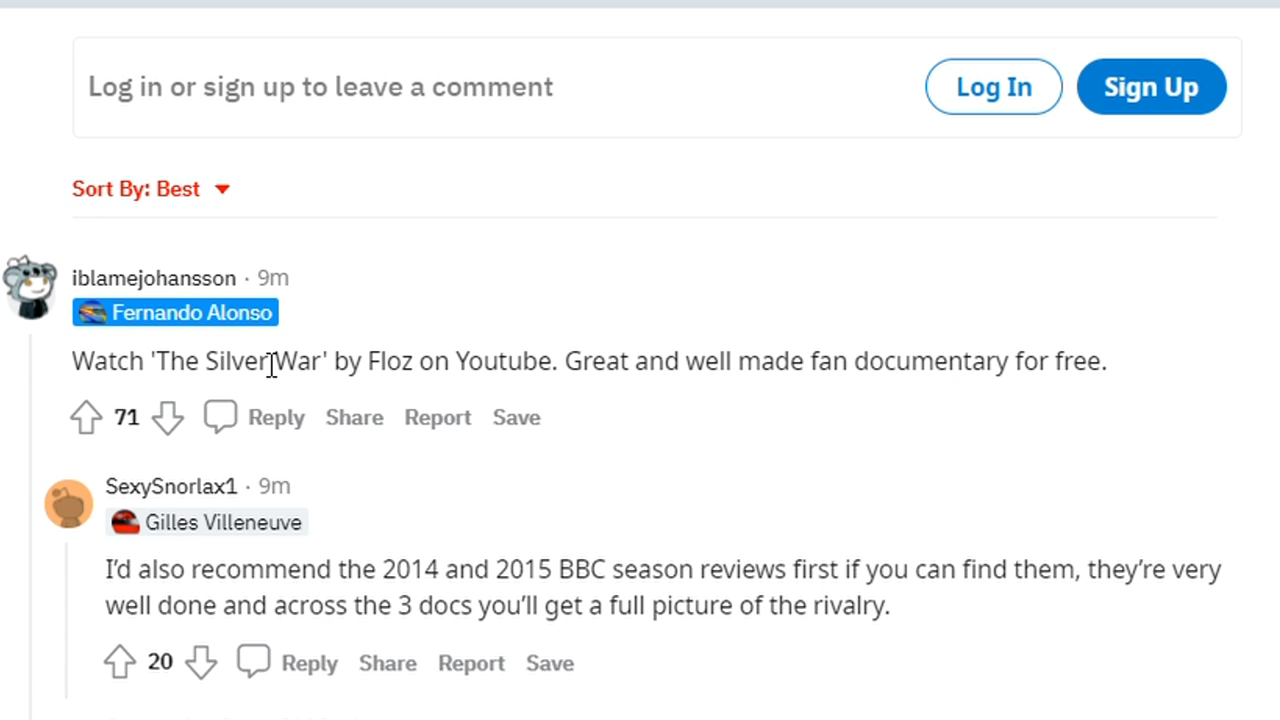 Log in or sign up to leave a comment
Log In
Sign Up
Sort By: Best
iblamejohansson · 9m
Fernando Alonso
Watch 'The Silver War' by Floz on Youtube. Great and well made fan documentary for free.
71 Reply Share Report Save
SexySnorlax1 · 9m
Gilles Villeneuve
I’d also recommend the 2014 and 2015 BBC season reviews first if you can find them, they’re very
well done and across the 3 docs you’ll get a full picture of the rivalry.
20 Reply Share Report Save